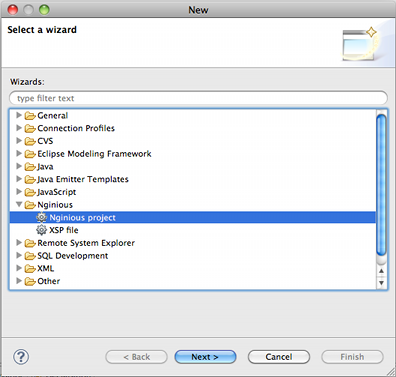 New
Select a wizard
Wizards:
type filter text
General
Connection Profiles
CVS
Eclipse Modeling Framework
Java
Java Emitter Templates
JavaScript
Nginious
Nginious project
XSP file
Remote System Explorer
SQL Development
XML
Other
?
< Back
Next >
Cancel
Finish